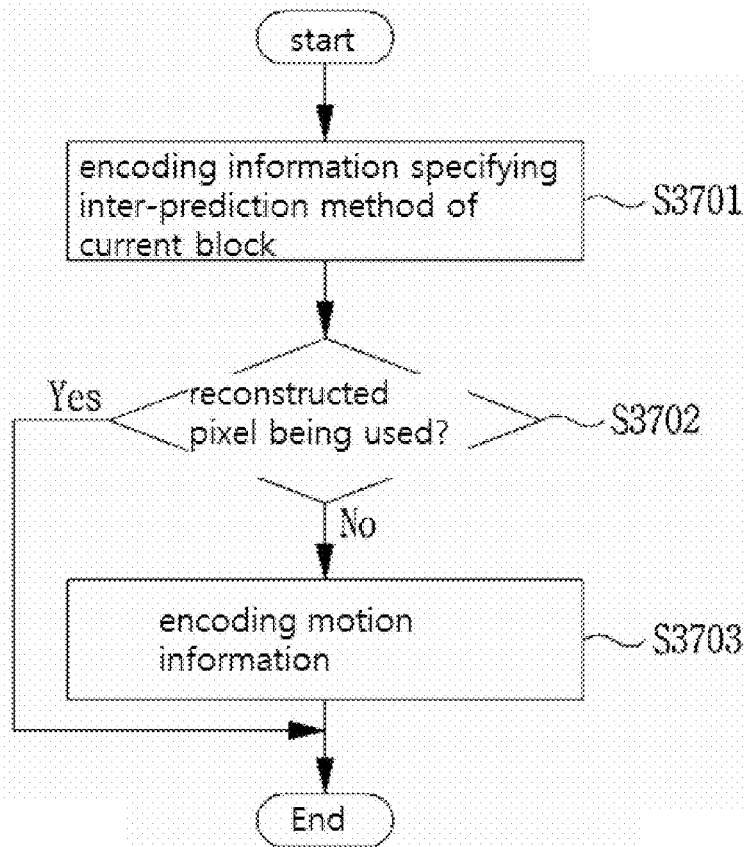 start
encoding information specifying
inter-prediction method of
current block
S3701
Yes
reconstructed
pixel being used?
S3702
No
encoding motion
information
S3703
End